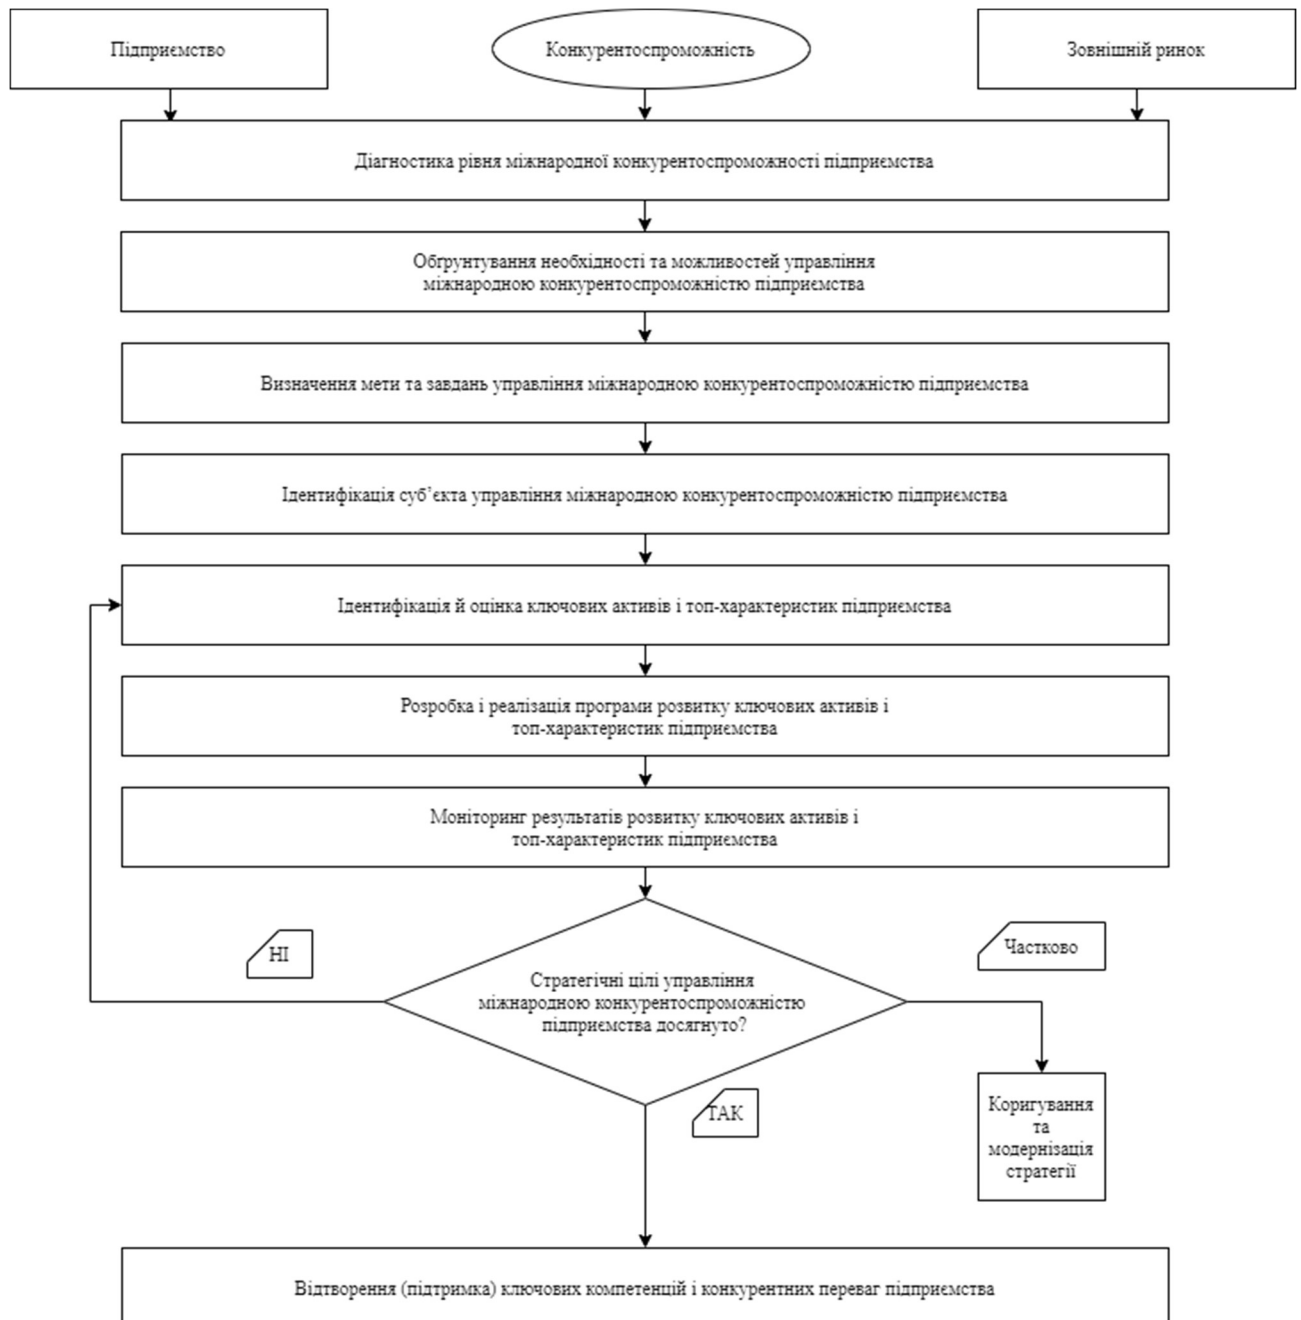 Підприємство
Конкурентоспроможність
Зовнішній ринок
Діагностика рівня міжнародної конкурентоспроможності підприємства
Обґрунтування необхідності та можливостей управління
міжнародною конкурентоспроможністю підприємства
Визначення мети та завдань управління міжнародною конкурентоспроможністю підприємства
Ідентифікація суб’єкта управління міжнародною конкурентоспроможністю підприємства
Ідентифікація й оцінка ключових активів і топ-характеристик підприємства
Розробка і реалізація програми розвитку ключових активів і
топ-характеристик підприємства
Моніторинг результатів розвитку ключових активів і
топ-характеристик підприємства
НІ
Частково
Стратегічні цілі управління
міжнародною конкурентоспроможністю
підприємства досягнуто?
ТАК
Коригування
та
модернізація
стратегії
Відтворення (підтримка) ключових компетенцій і конкурентних переваг підприємства